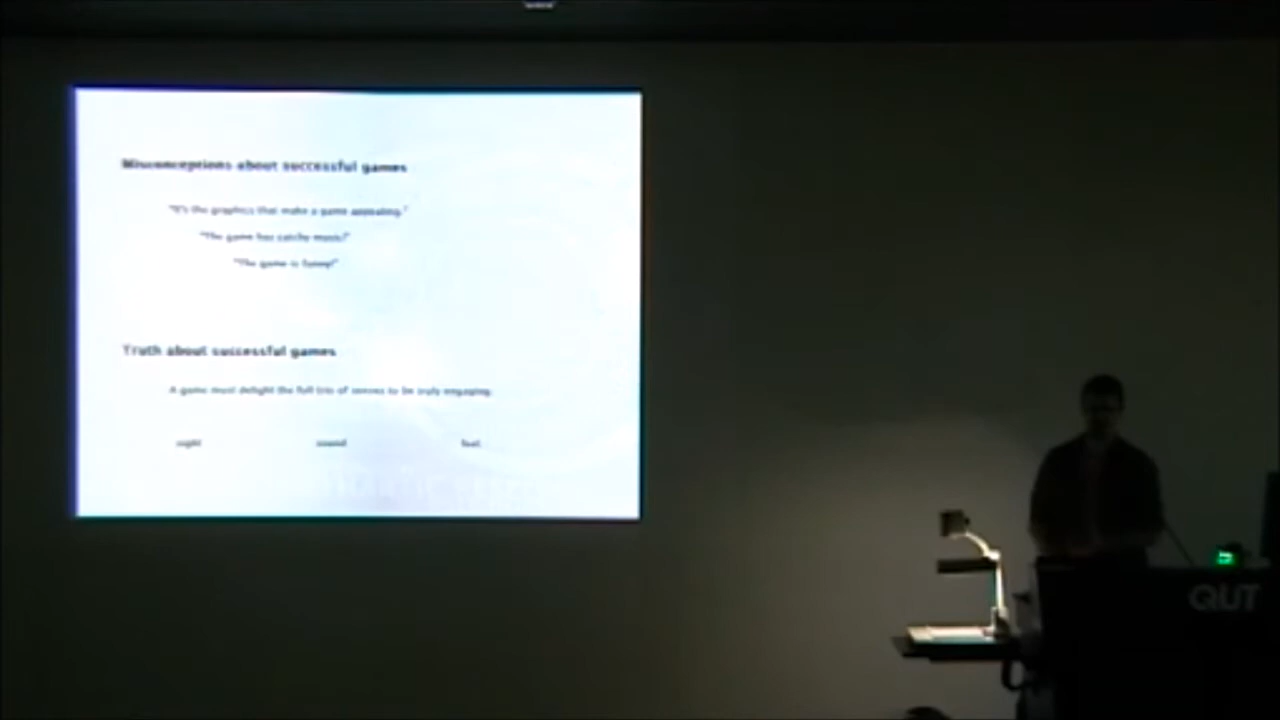 Misconceptions about successful games
"It's the graphics that make a game appealing."
"The game has catchy music!"
"The game is funny!"
Truth about successful games
A game must delight the full trio of senses to be truly engaging.
sight sound feel
QUT